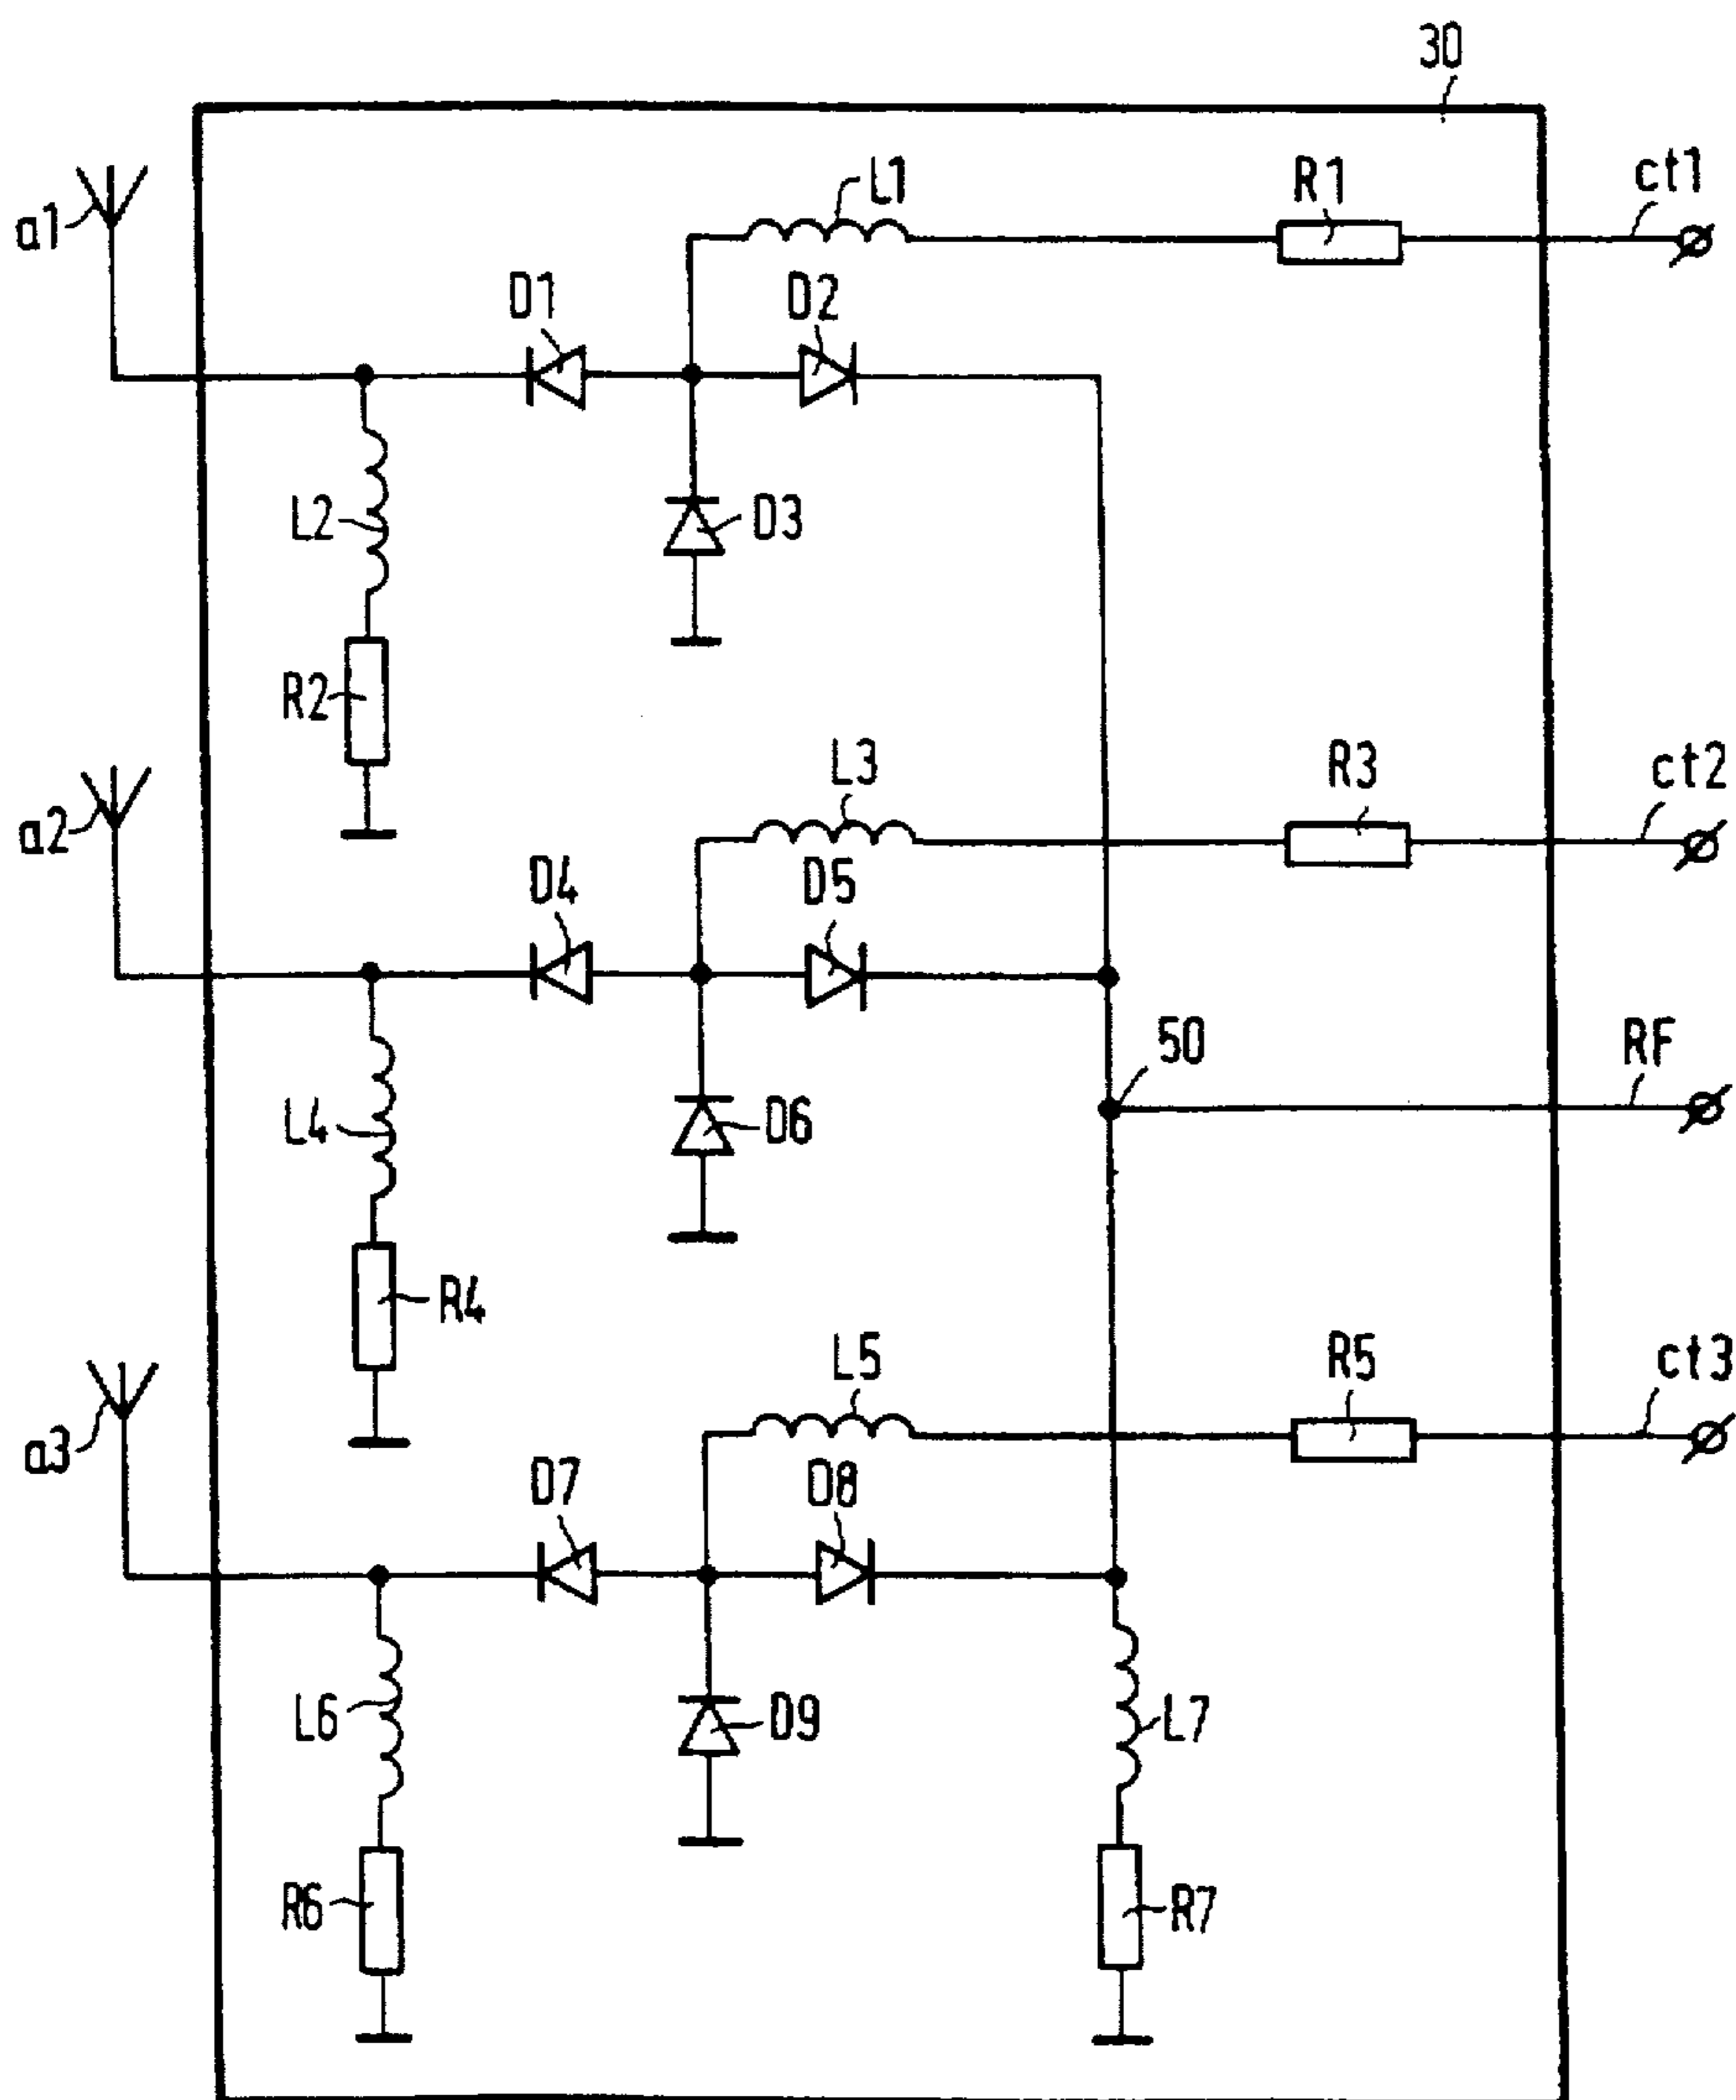 30
a1
L1
R1
ct1
D1
D2
L2
D3
R2
a2
L3
R3
ct2
D4
D5
50
RF
L4
D6
R4
a3
L5
R5
ct3
D7
D8
L6
D9
L7
R6
R7